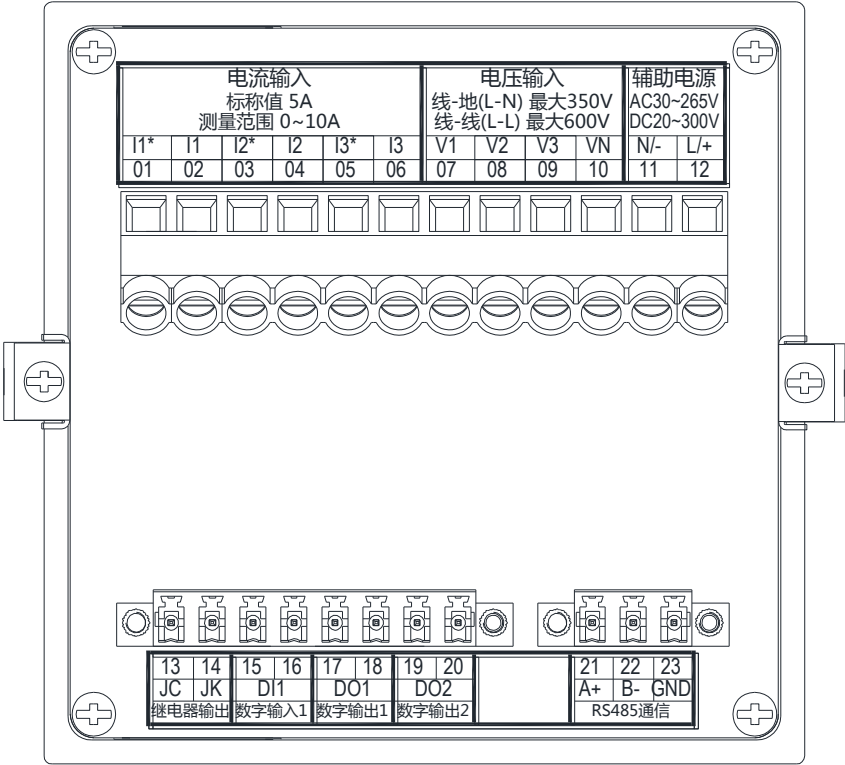 电流输入 电压输入 辅助电源
标称值 5A 线-地(L-N) 最大350V AC30~265V
测量范围 0~10A 线-线(L-L) 最大600V DC20~300V
I1* I1 I2* I2 I3* I3 V1 V2 V3 VN N/- L/+
01 02 03 04 05 06 07 08 09 10 11 12
13 14 15 16 17 18 19 20 21 22 23
JC JK DI1 DO1 DO2 A+ B- GND
继电器输出 数字输入1 数字输出1 数字输出2 RS485通信